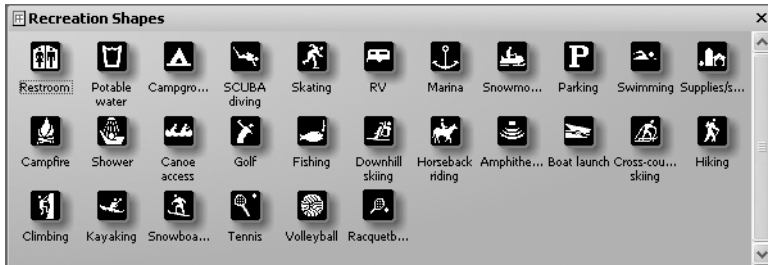 Recreation Shapes
Restroom
Potable
water
Campgro...
SCUBA
diving
Skating
RV
Marina
Snowmo...
P
Parking
Swimming
Supplies/s...
Campfire
Shower
Canoe
access
Golf
Fishing
Downhill
skiing
Horseback
riding
Amphithe...
Boat launch
Cross-cou...
skiing
Hiking
Climbing
Kayaking
Snowboa...
Tennis
Volleyball
Racquetb...